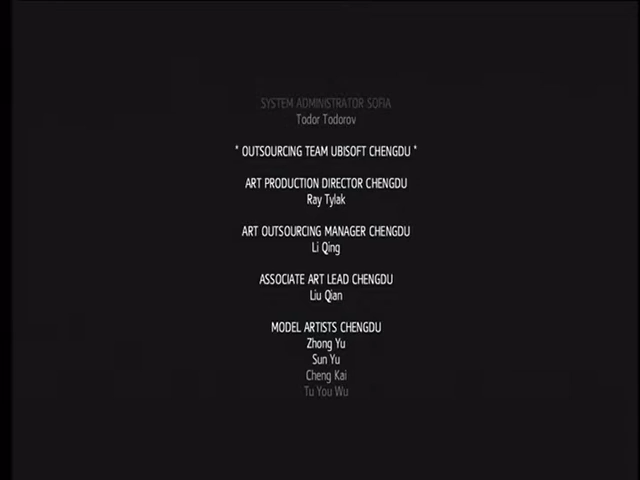 SYSTEM ADMINISTRATOR SOFIA
Todor Todorov
* OUTSOURCING TEAM UBISOFT CHENGDU *
ART PRODUCTION DIRECTOR CHENGDU
Ray Tylak
ART OUTSOURCING MANAGER CHENGDU
Li Qing
ASSOCIATE ART LEAD CHENGDU
Liu Qian
MODEL ARTISTS CHENGDU
Zhong Yu
Sun Yu
Cheng Kai
Tu You Wu